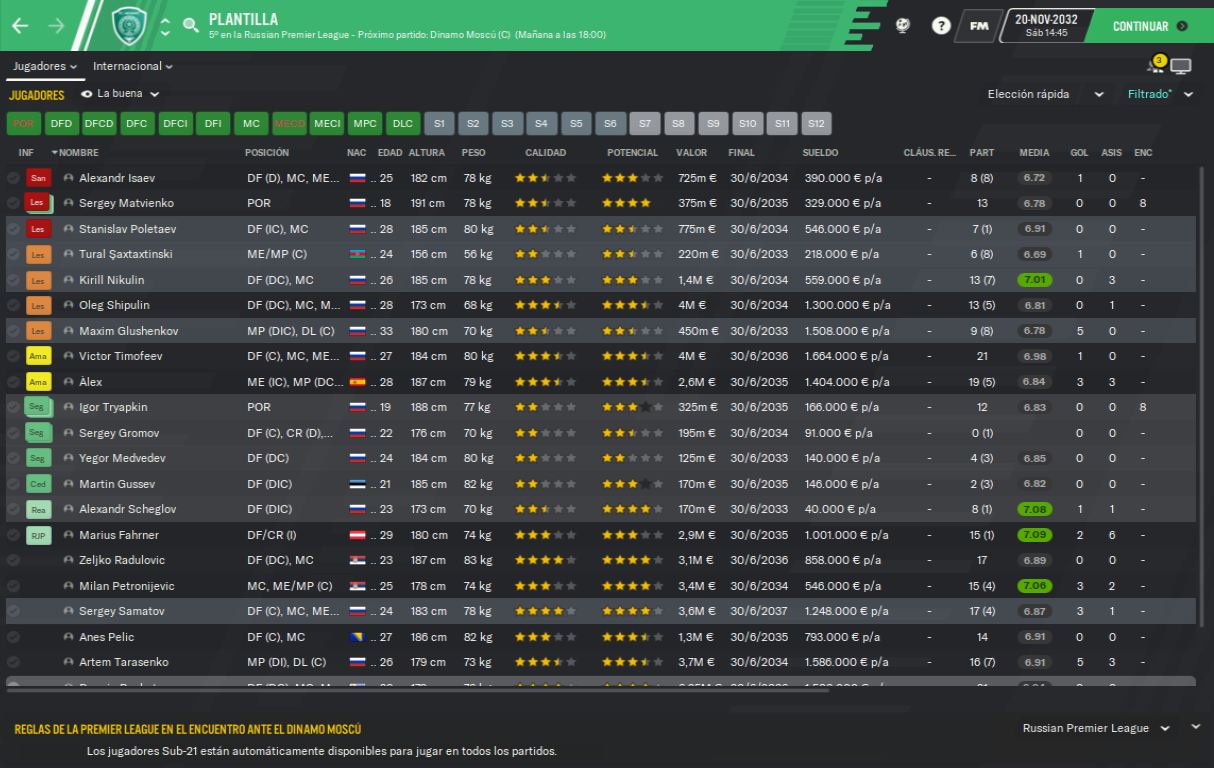 PLANTILLA
5º en la Russian Premier League - Próximo partido: Dinamo Moscú (C) (Mañana a las 18:00)
? FM 20-NOV-2032
Sáb 14:45
CONTINUAR
Jugadores Internacional 3
JUGADORES La buena Elección rápida Filtrado*
POR DFD DFCD DFC DFCI DFI MC MECD MECI MPC DLC S1 S2 S3 S4 S5 S6 S7 S8 S9 S10 S11 S12
INF NOMBRE POSICIÓN NAC EDAD ALTURA PESO CALIDAD POTENCIAL VALOR FINAL SUELDO CLÁUS. RE... PART MEDIA GOL ASIS ENC
San Alexandr Isaev DF (D), MC, ME... .. 25 182 cm 78 kg 725m € 30/6/2034 390.000 € p/a - 8 (8) 6.72 1 0 -
Les Sergey Matvienko POR .. 18 191 cm 78 kg 375m € 30/6/2035 329.000 € p/a - 13 6.78 0 0 8
Les Stanislav Poletaev DF (IC), MC .. 28 185 cm 80 kg 775m € 30/6/2034 546.000 € p/a - 7 (1) 6.91 0 0 -
Les Tural Şaxtaxtinski ME/MP (C) .. 24 156 cm 56 kg 220m € 30/6/2033 218.000 € p/a - 6 (8) 6.69 1 0 -
Les Kirill Nikulin DF (DC), MC .. 26 185 cm 78 kg 1,4M € 30/6/2034 559.000 € p/a - 13 (7) 7.01 0 3 -
Les Oleg Shipulin DF (DC), MC, M... .. 28 173 cm 68 kg 4M € 30/6/2034 1.300.000 € p/a - 13 (5) 6.81 0 1 -
Les Maxim Glushenkov MP (DIC), DL (C) .. 33 180 cm 70 kg 450m € 30/6/2033 1.508.000 € p/a - 9 (8) 6.78 5 0 -
Ama Victor Timofeev DF (C), MC, ME... .. 27 184 cm 80 kg 4M € 30/6/2036 1.664.000 € p/a - 21 6.98 1 0 -
Ama Àlex ME (IC), MP (DC... .. 28 187 cm 79 kg 2,6M € 30/6/2035 1.404.000 € p/a - 19 (5) 6.84 3 3 -
Seg Igor Tryapkin POR .. 19 188 cm 77 kg 325m € 30/6/2035 166.000 € p/a - 12 6.83 0 0 8
Seg Sergey Gromov DF (C), CR (D),... .. 22 176 cm 70 kg 195m € 30/6/2034 91.000 € p/a - 0 (1) 0 0 -
Seg Yegor Medvedev DF (DC) .. 24 184 cm 80 kg 125m € 30/6/2033 140.000 € p/a - 4 (3) 6.85 0 0 -
Ced Martin Gussev DF (DIC) .. 21 185 cm 82 kg 170m € 30/6/2035 146.000 € p/a - 2 (3) 6.82 0 0 -
Rea Alexandr Scheglov DF (DIC) .. 23 173 cm 70 kg 170m € 30/6/2033 40.000 € p/a - 8 (1) 7.08 1 1 -
RJP Marius Fahrner DF/CR (I) .. 29 180 cm 74 kg 2,9M € 30/6/2035 1.001.000 € p/a - 15 (1) 7.09 2 6 -
Zeljko Radulovic DF (DC), MC .. 23 187 cm 83 kg 3,1M € 30/6/2036 858.000 € p/a - 17 6.89 0 0 -
Milan Petronijevic MC, ME/MP (C) .. 25 178 cm 74 kg 3,4M € 30/6/2034 546.000 € p/a - 15 (4) 7.06 3 2 -
Sergey Samatov DF (C), MC, ME... .. 24 183 cm 78 kg 3,6M € 30/6/2037 1.248.000 € p/a - 17 (4) 6.87 3 1 -
Anes Pelic DF (C), MC .. 27 186 cm 82 kg 1,3M € 30/6/2035 793.000 € p/a - 14 6.91 0 0 -
Artem Tarasenko MP (DI), DL (C) .. 26 179 cm 73 kg 3,7M € 30/6/2034 1.586.000 € p/a - 16 (7) 6.91 5 3 -
REGLAS DE LA PREMIER LEAGUE EN EL ENCUENTRO ANTE EL DINAMO MOSCÚ Russian Premier League
Los jugadores Sub-21 están automáticamente disponibles para jugar en todos los partidos.